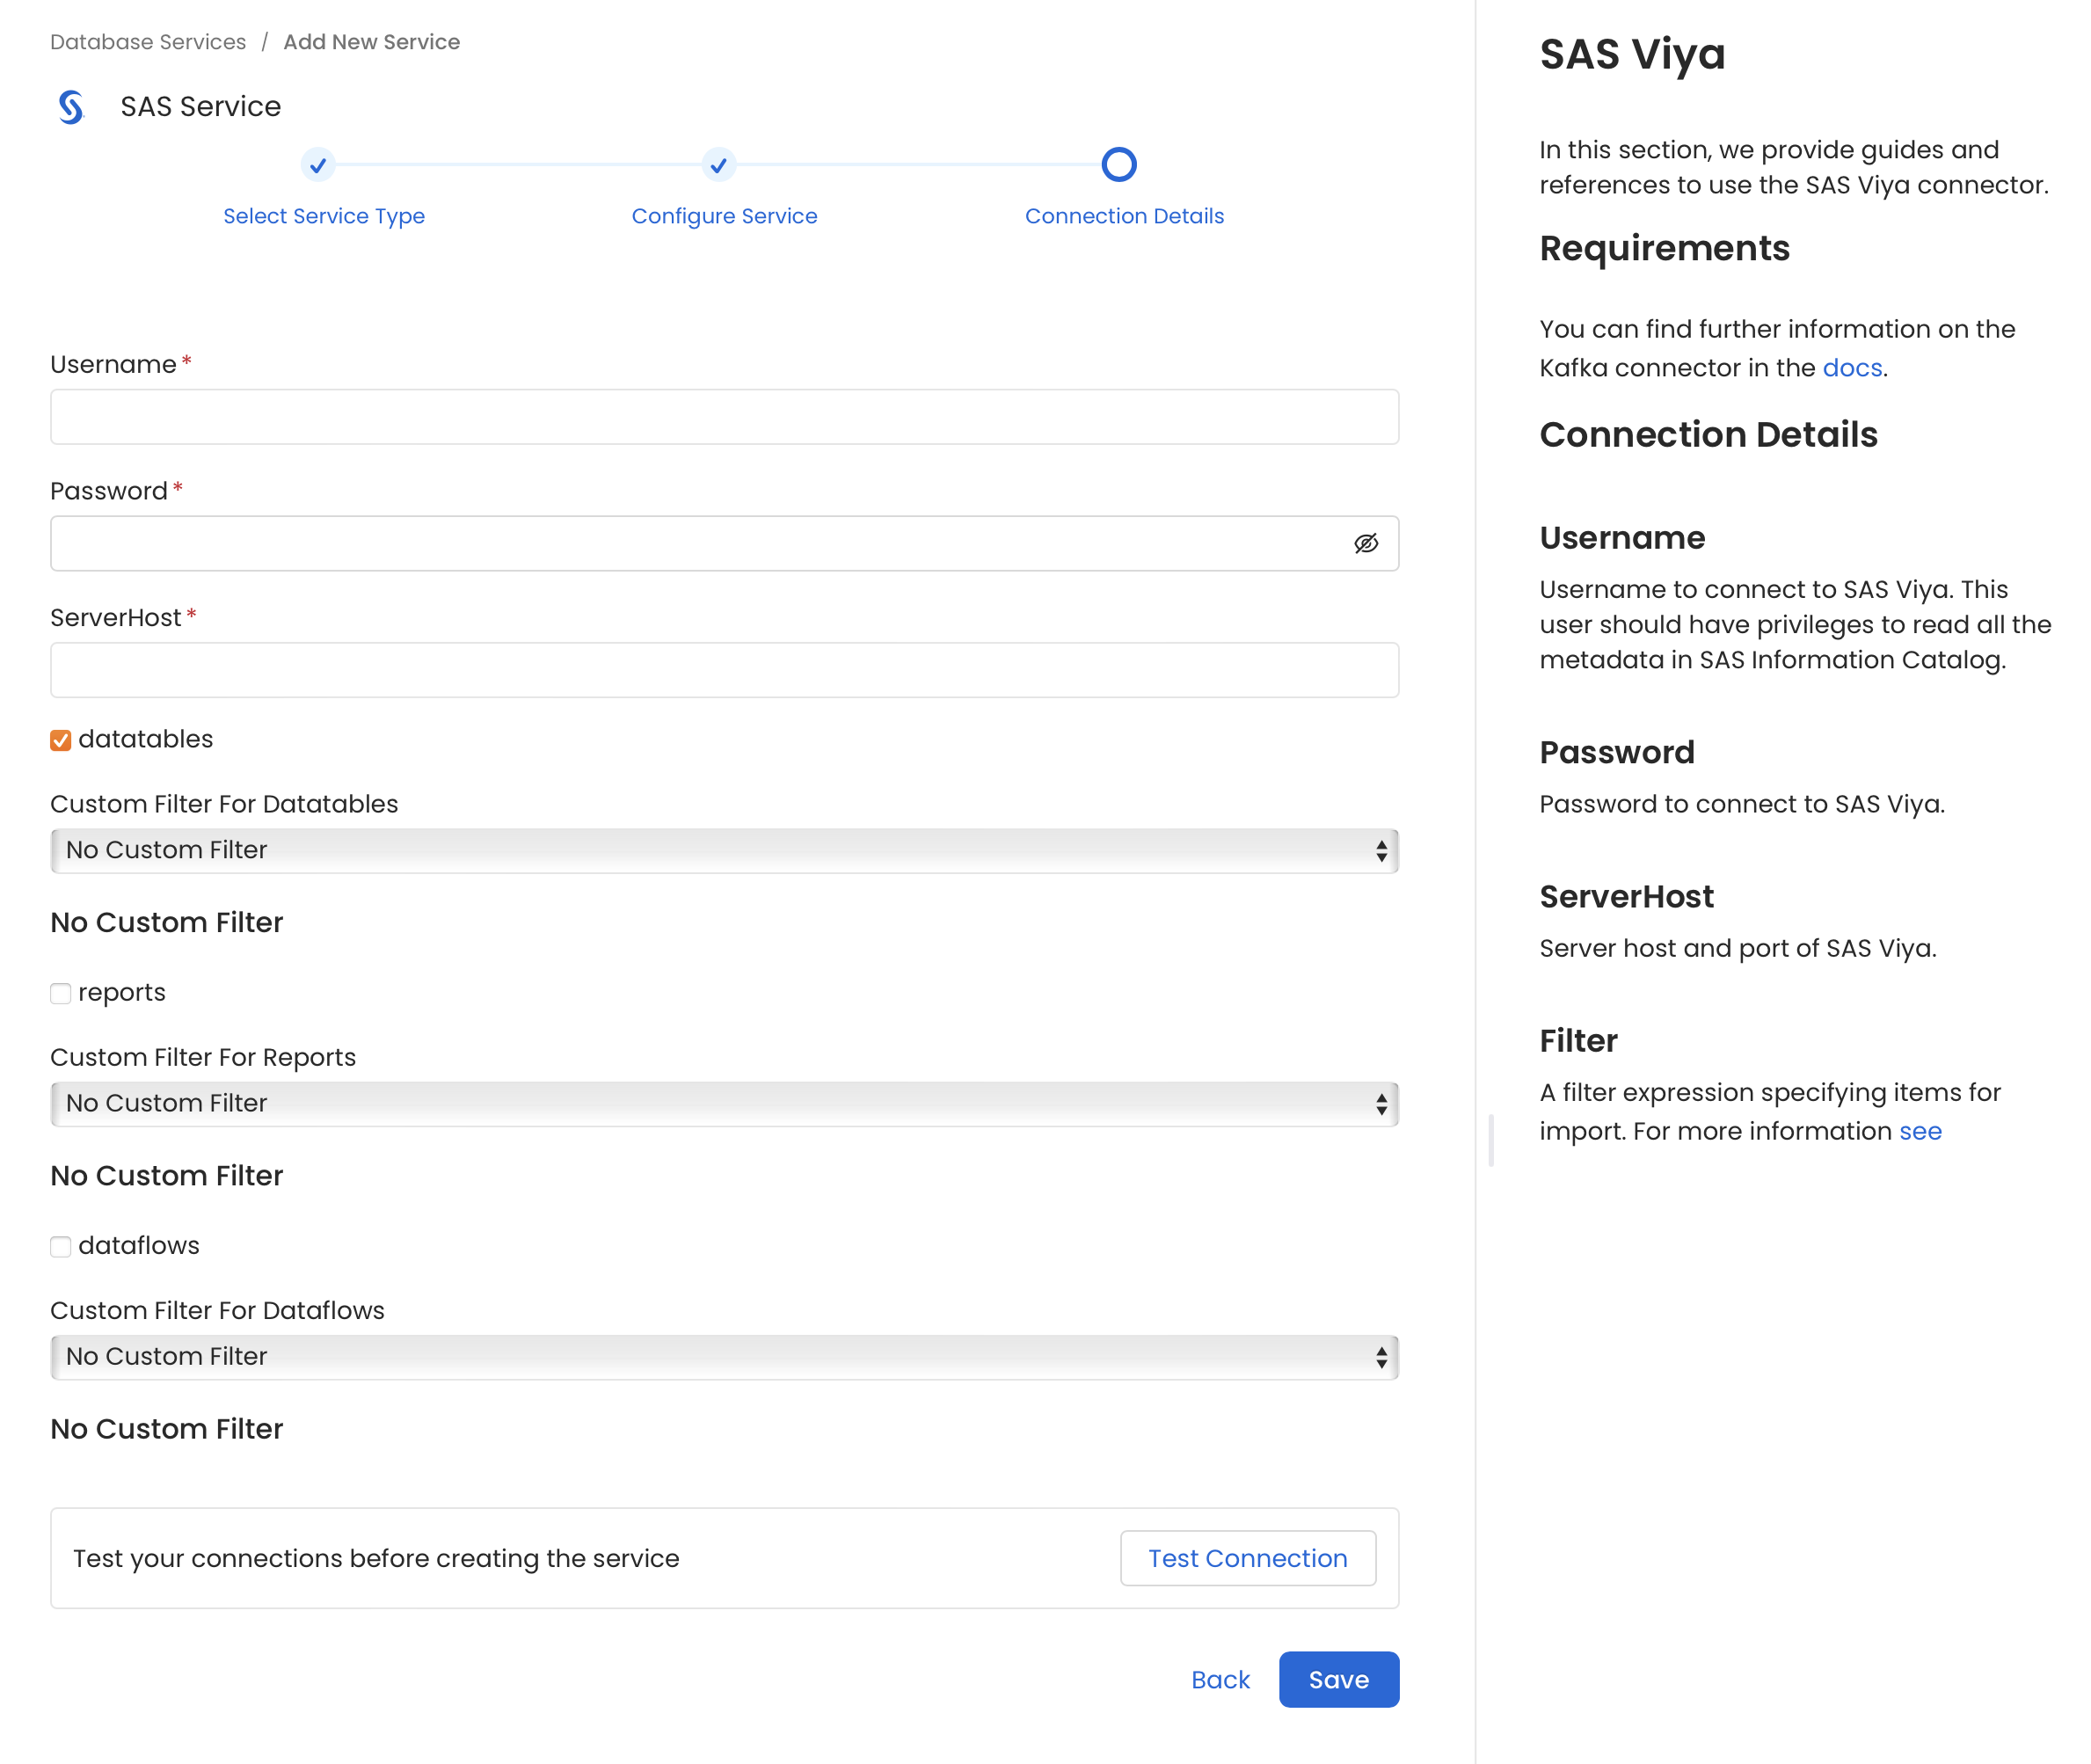 Database Services / Add New Service
SAS Service
Select Service Type
Configure Service
Connection Details
Username*
Password*
ServerHost*
datatables
Custom Filter For Datatables
No Custom Filter
No Custom Filter
reports
Custom Filter For Reports
No Custom Filter
No Custom Filter
dataflows
Custom Filter For Dataflows
No Custom Filter
No Custom Filter
Test your connections before creating the service
Test Connection
Back
Save
SAS Viya
In this section, we provide guides and
references to use the SAS Viya connector.
Requirements
You can find further information on the
Kafka connector in the docs.
Connection Details
Username
Username to connect to SAS Viya. This
user should have privileges to read all the
metadata in SAS Information Catalog.
Password
Password to connect to SAS Viya.
ServerHost
Server host and port of SAS Viya.
Filter
A filter expression specifying items for
import. For more information see